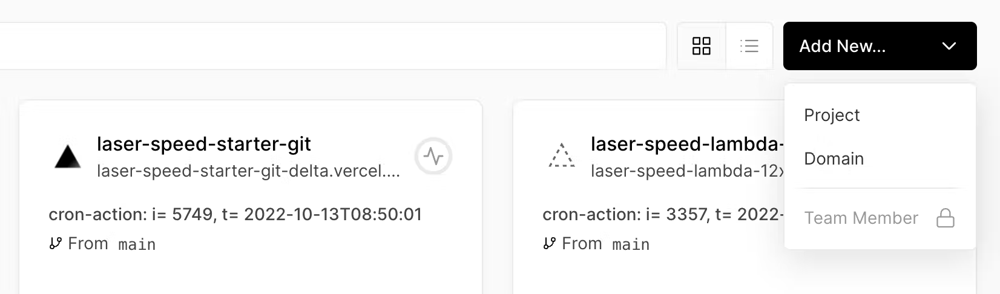 Add New...
Project
Domain
Team Member
laser-speed-starter-git
laser-speed-starter-git-delta.vercel....
cron-action: i= 5749, t= 2022-10-13T08:50:01
From main
laser-speed-lambda-
laser-speed-lambda-12
cron-action: i= 3357, t= 2022-
From main